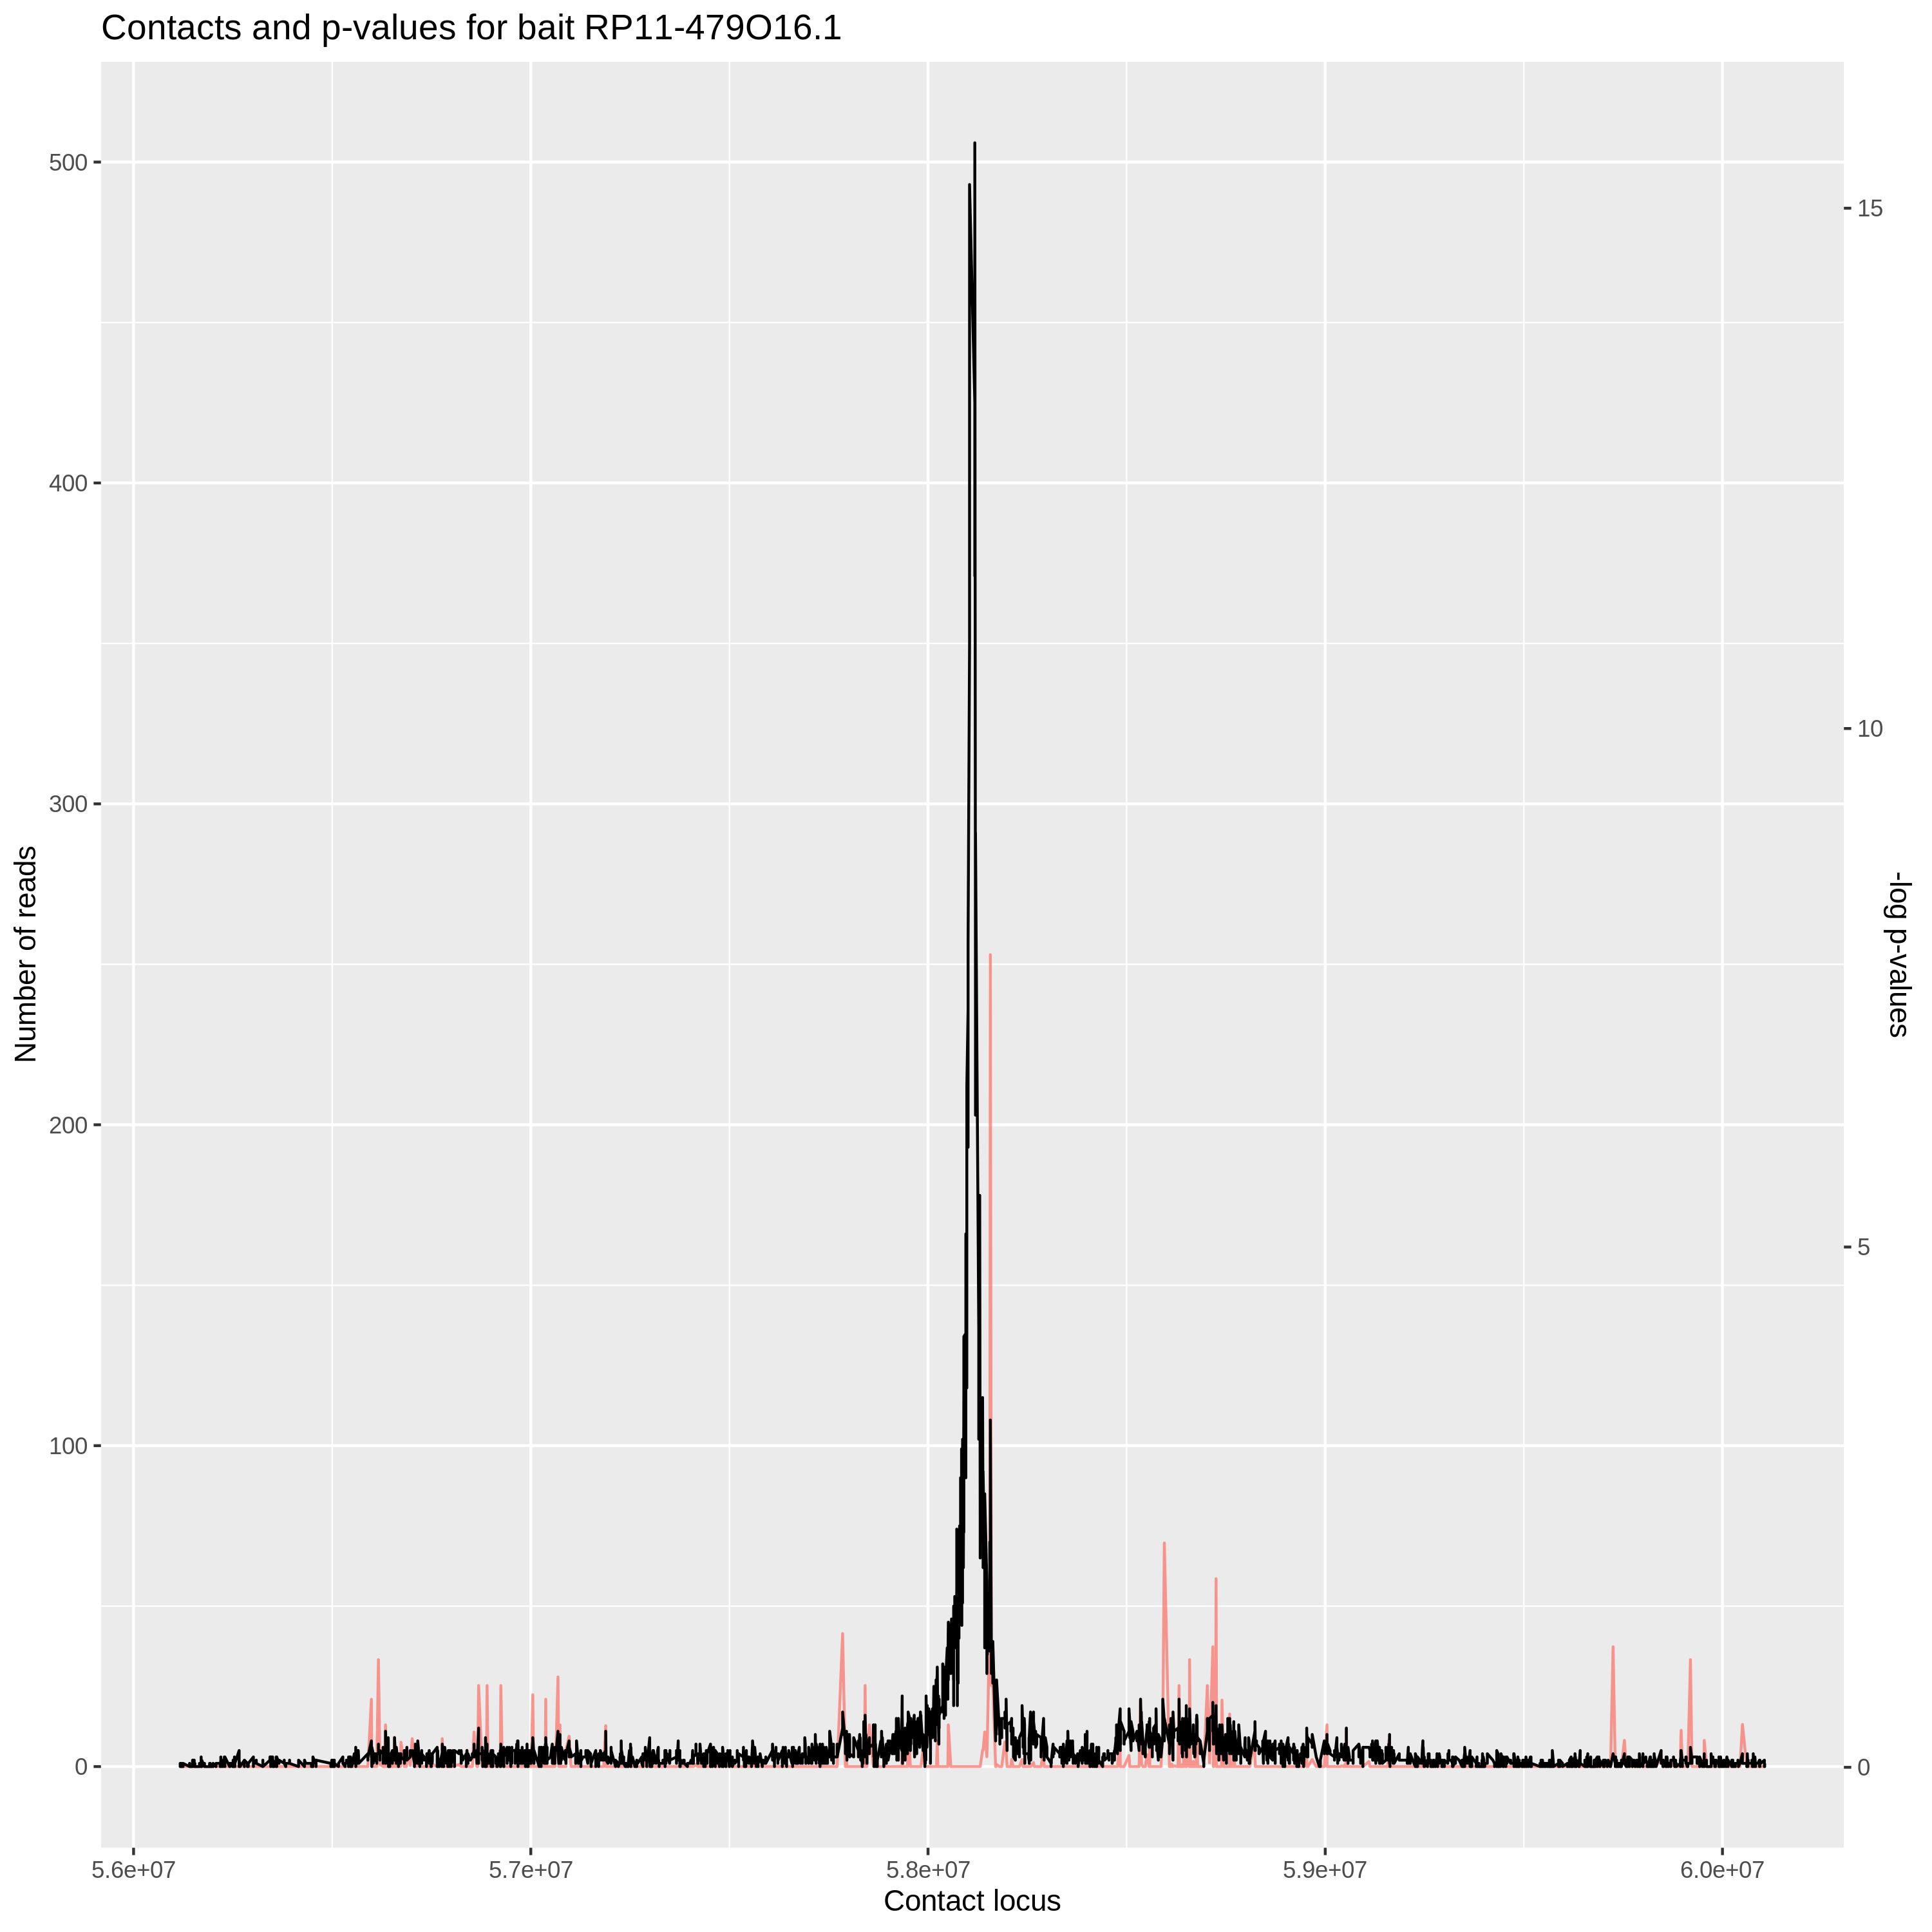 Contacts and p-values for bait RP11-479O16.1
500
400
300
200
100
0
Number of reads
15
10
5
0
-log p-values
5.6e+07
5.7e+07
5.8e+07
5.9e+07
6.0e+07
Contact locus